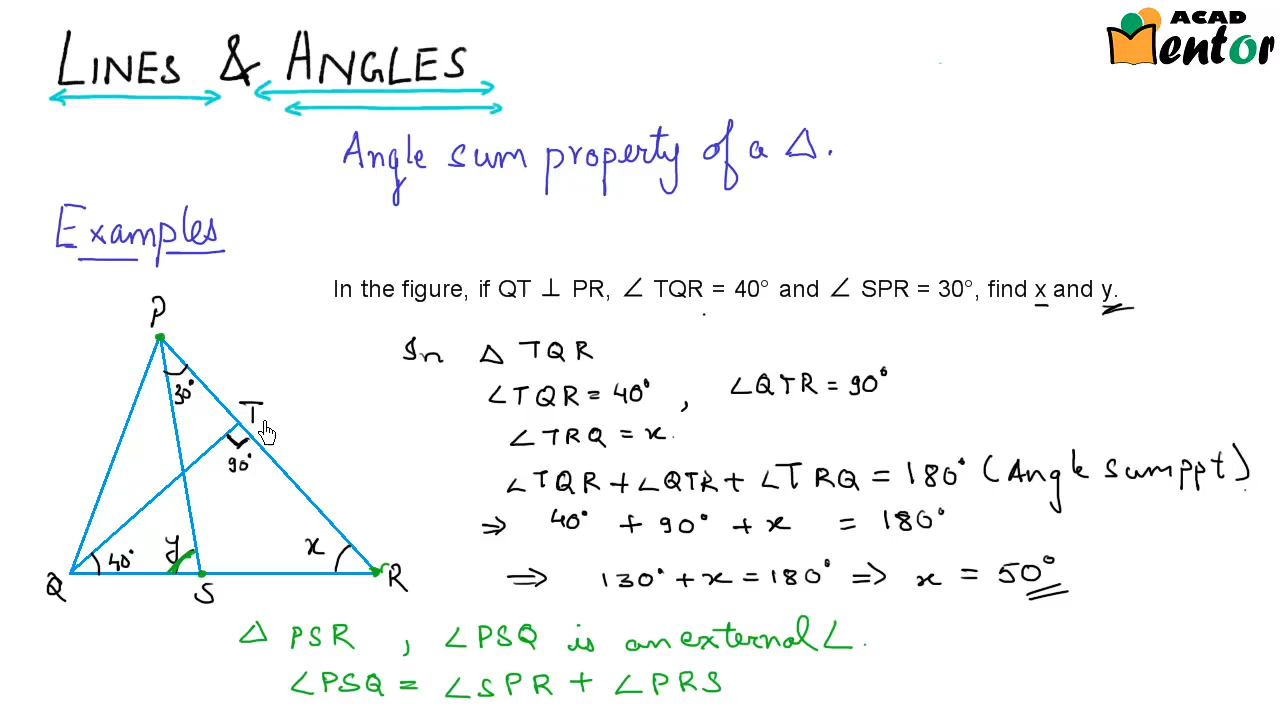 LINES & ANGLES
ACAD
mentor
Angle sum property of a Δ.
Examples
In the figure, if QT ⊥ PR, ∠ TQR = 40° and ∠ SPR = 30°, find x and y.
P
30°
T
90°
40°
y
x
Q
S
R
In Δ TQR
∠TQR = 40° , ∠QTR = 90°
∠TRQ = x.
∠TQR + ∠QTR + ∠TRQ = 180° (Angle sum ppt).
⇒ 40° + 90° + x = 180°
⇒ 130° + x = 180° ⇒ x = 50°
Δ PSR , ∠PSQ is an external ∠.
∠PSQ = ∠SPR + ∠PRS